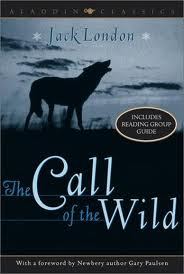 ALADDIN CLASSICS
Jack London
INCLUDES
READING GROUP
GUIDE
The Call
of the Wild
With a foreword by Newbery author Gary Paulsen